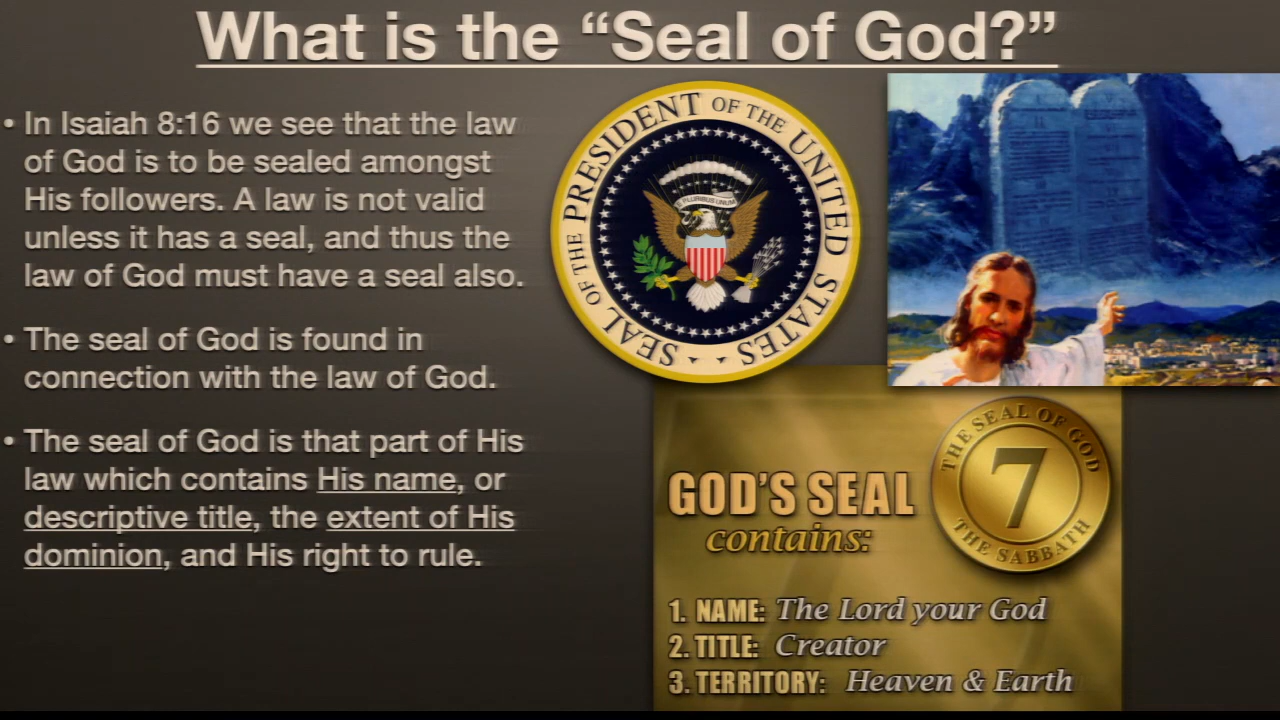 What is the “Seal of God?”
• In Isaiah 8:16 we see that the law
of God is to be sealed amongst
His followers. A law is not valid
unless it has a seal, and thus the
law of God must have a seal also.
• The seal of God is found in
connection with the law of God.
• The seal of God is that part of His
law which contains His name, or
descriptive title, the extent of His
dominion, and His right to rule.
SEAL OF THE PRESIDENT OF THE UNITED STATES
E PLURIBUS UNUM
THE SEAL OF GOD
7
THE SABBATH
GOD’S SEAL
contains:
1. NAME: The Lord your God
2. TITLE: Creator
3. TERRITORY: Heaven & Earth